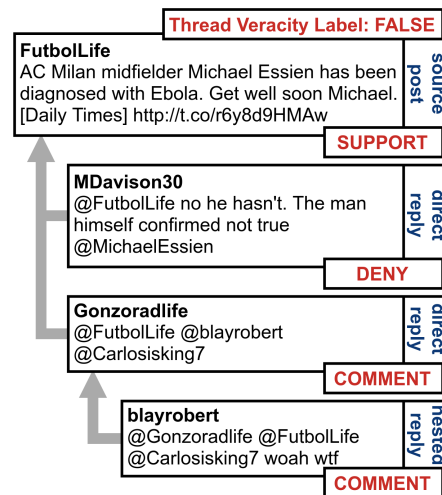 Thread Veracity Label: FALSE
FutbolLife
AC Milan midfielder Michael Essien has been
diagnosed with Ebola. Get well soon Michael.
[Daily Times] http://t.co/r6y8d9HMAw
source
post
SUPPORT
MDavison30
@FutbolLife no he hasn't. The man
himself confirmed not true
@MichaelEssien
direct
reply
DENY
Gonzoradlife
@FutbolLife @blayrobert
@Carlosisking7
direct
reply
COMMENT
blayrobert
@Gonzoradlife @FutbolLife
@Carlosisking7 woah wtf
nested
reply
COMMENT